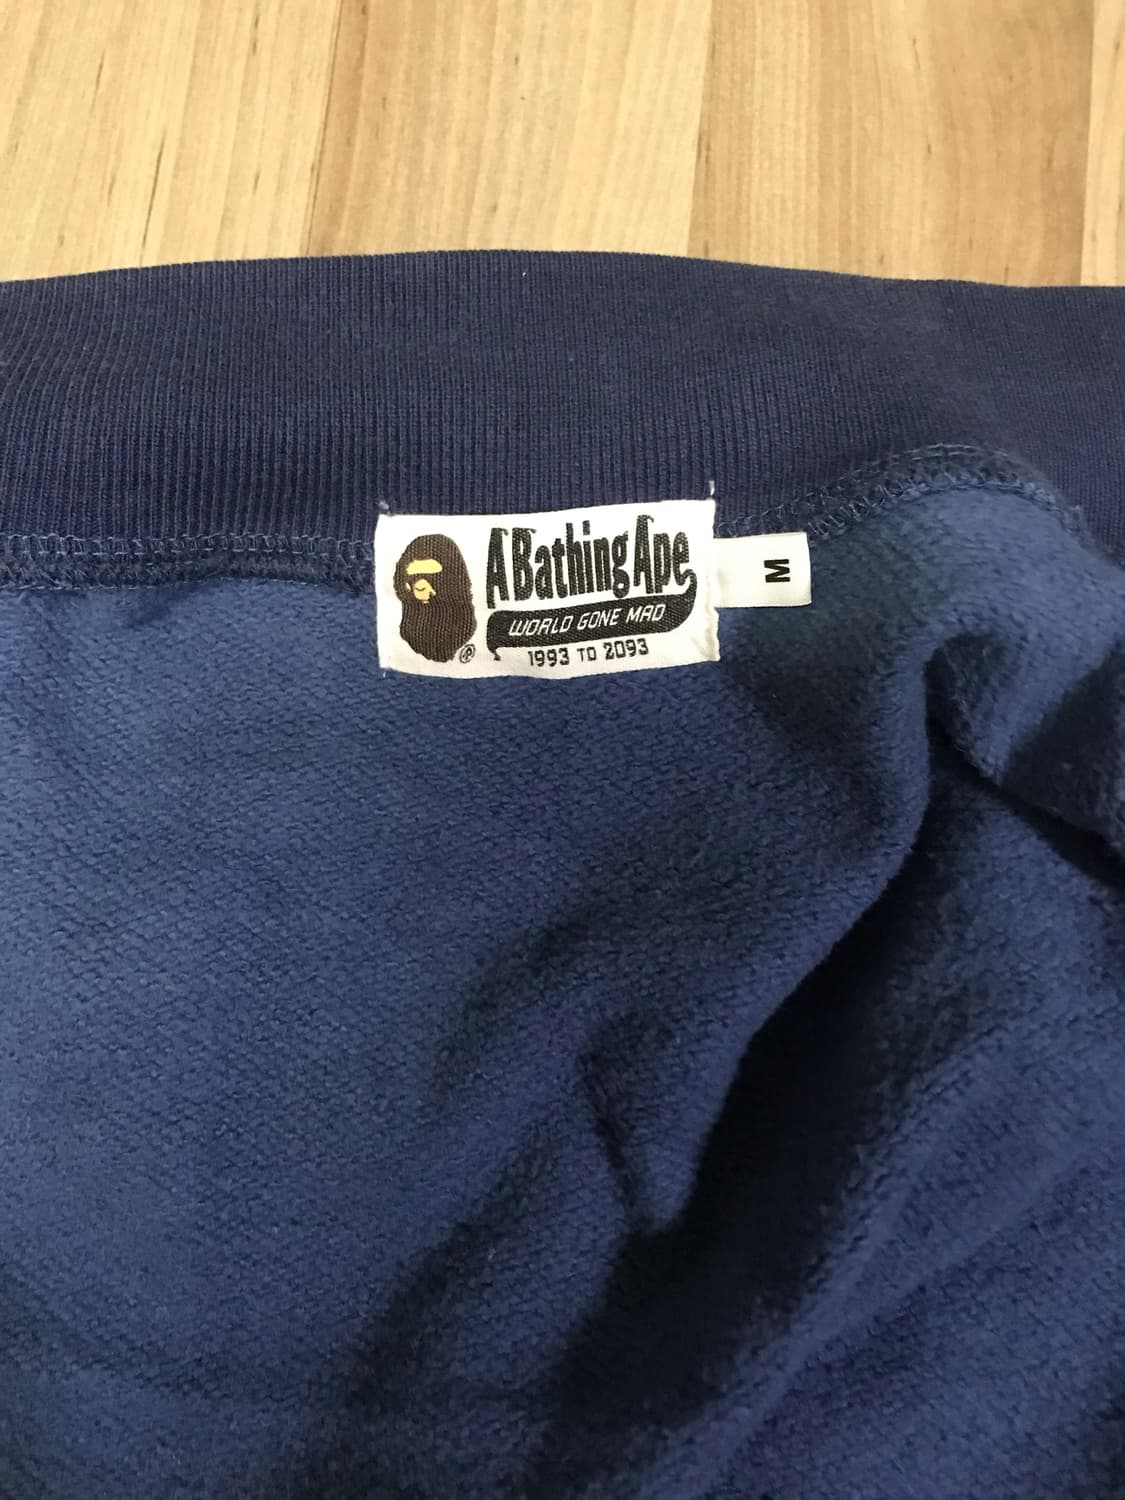 A Bathing Ape
WORLD GONE MAD
1993 TO 2093
M